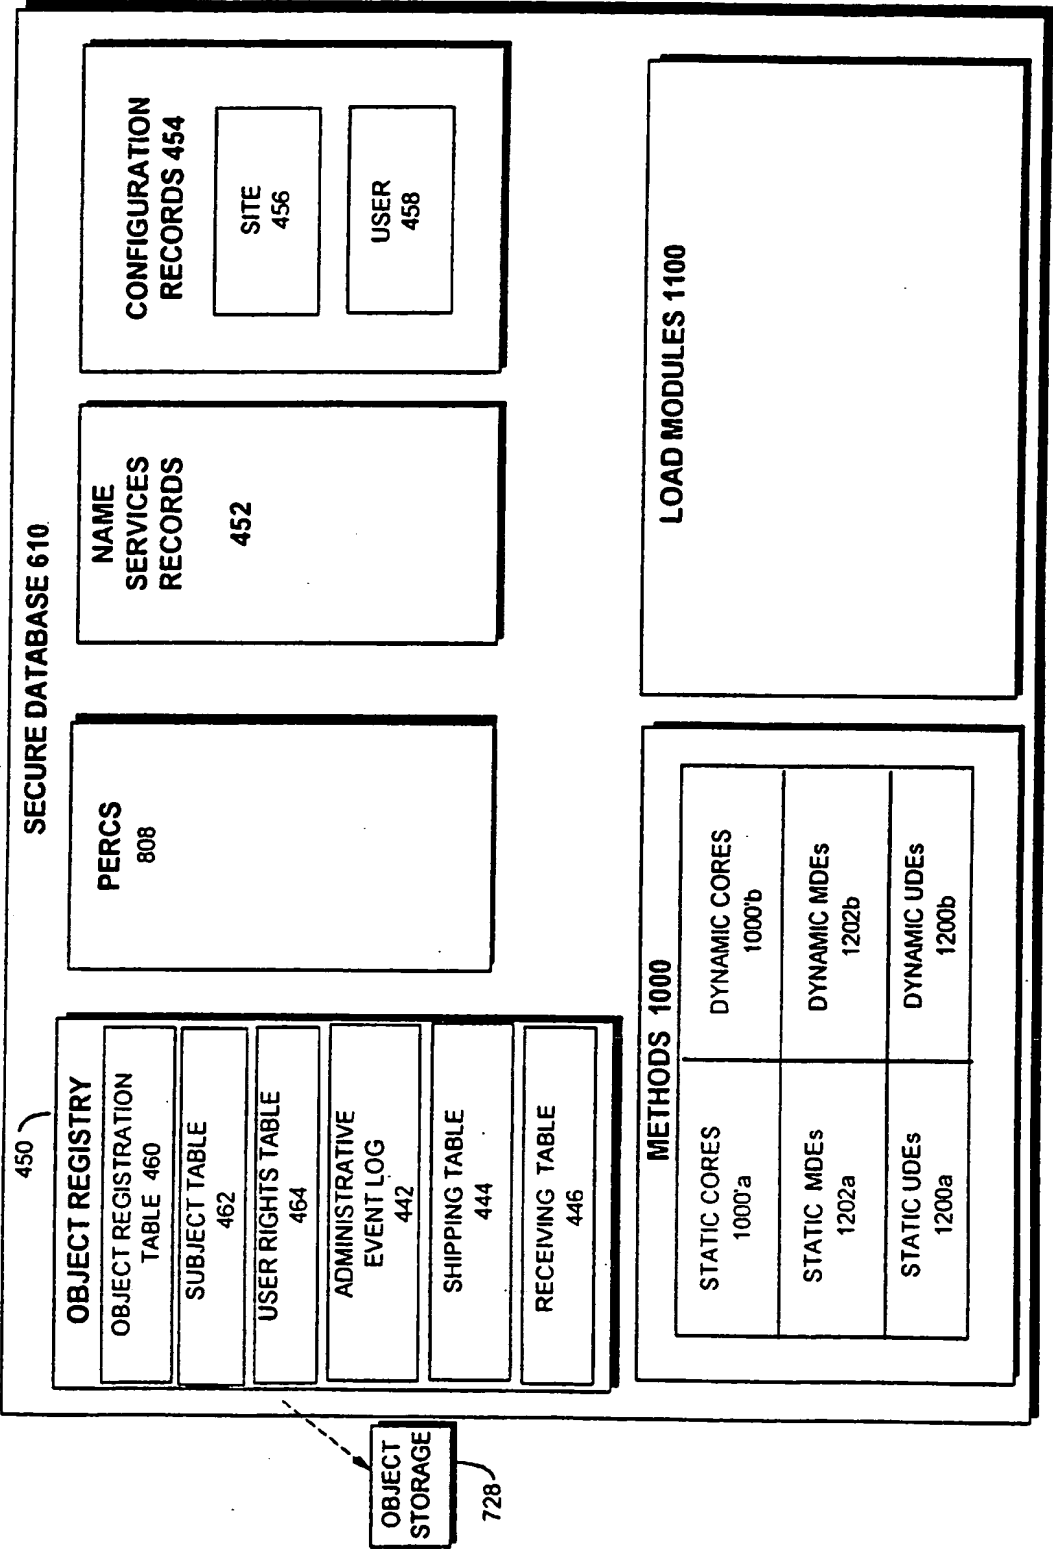 SECURE DATABASE 610
450
OBJECT REGISTRY
OBJECT REGISTRATION
TABLE 460
SUBJECT TABLE
462
USER RIGHTS TABLE
464
ADMINISTRATIVE
EVENT LOG
442
SHIPPING TABLE
444
RECEIVING TABLE
446
OBJECT
STORAGE
728
PERCS
808
NAME
SERVICES
RECORDS
452
CONFIGURATION
RECORDS 454
SITE
456
USER
458
METHODS 1000
STATIC CORES
1000'a
DYNAMIC CORES
1000'b
STATIC MDEs
1202a
DYNAMIC MDEs
1202b
STATIC UDEs
1200a
DYNAMIC UDEs
1200b
LOAD MODULES 1100